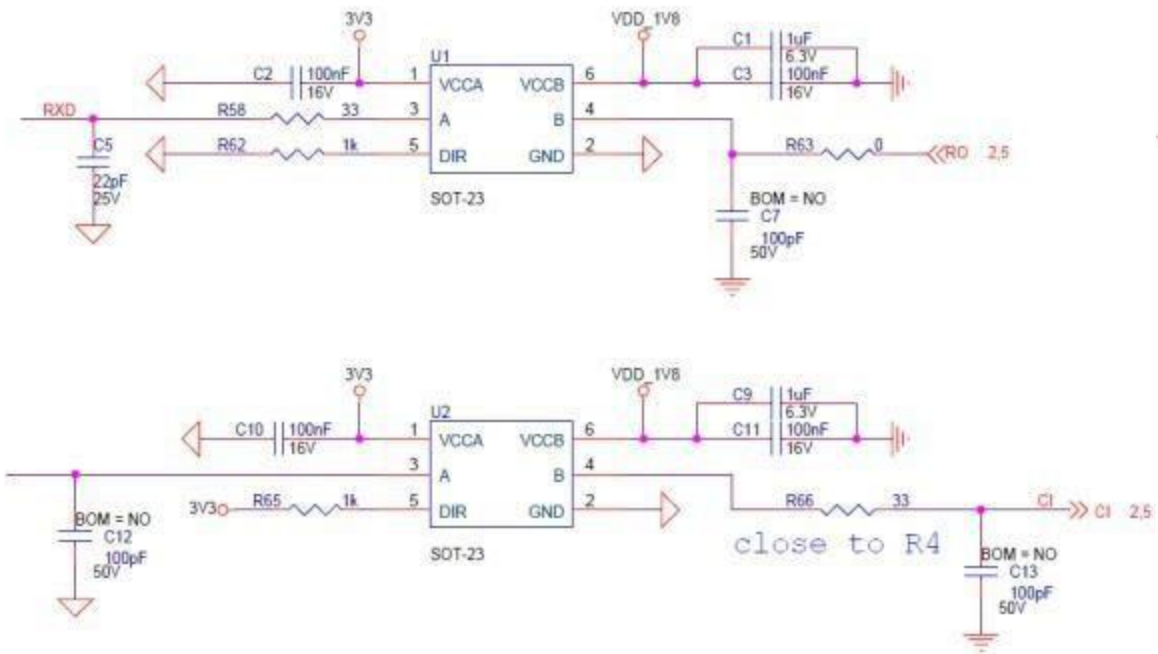 3V3
VDD_1V8
U1
C1 1uF
6.3V
C2 100nF
16V
1 VCCA VCCB 6
C3 100nF
16V
RXD
R58 33
3 A B 4
C5
22pF
25V
R62 1k
5 DIR GND 2
R63 0
RO 2,5
SOT-23
BOM = NO
C7
100pF
50V
3V3
VDD_1V8
U2
C9 1uF
6.3V
C10 100nF
16V
1 VCCA VCCB 6
C11 100nF
16V
3 A B 4
3V3 R65 1k
5 DIR GND 2
R66 33
CI
CI 2,5
BOM = NO
C12
100pF
50V
SOT-23
close to R4
BOM = NO
C13
100pF
50V